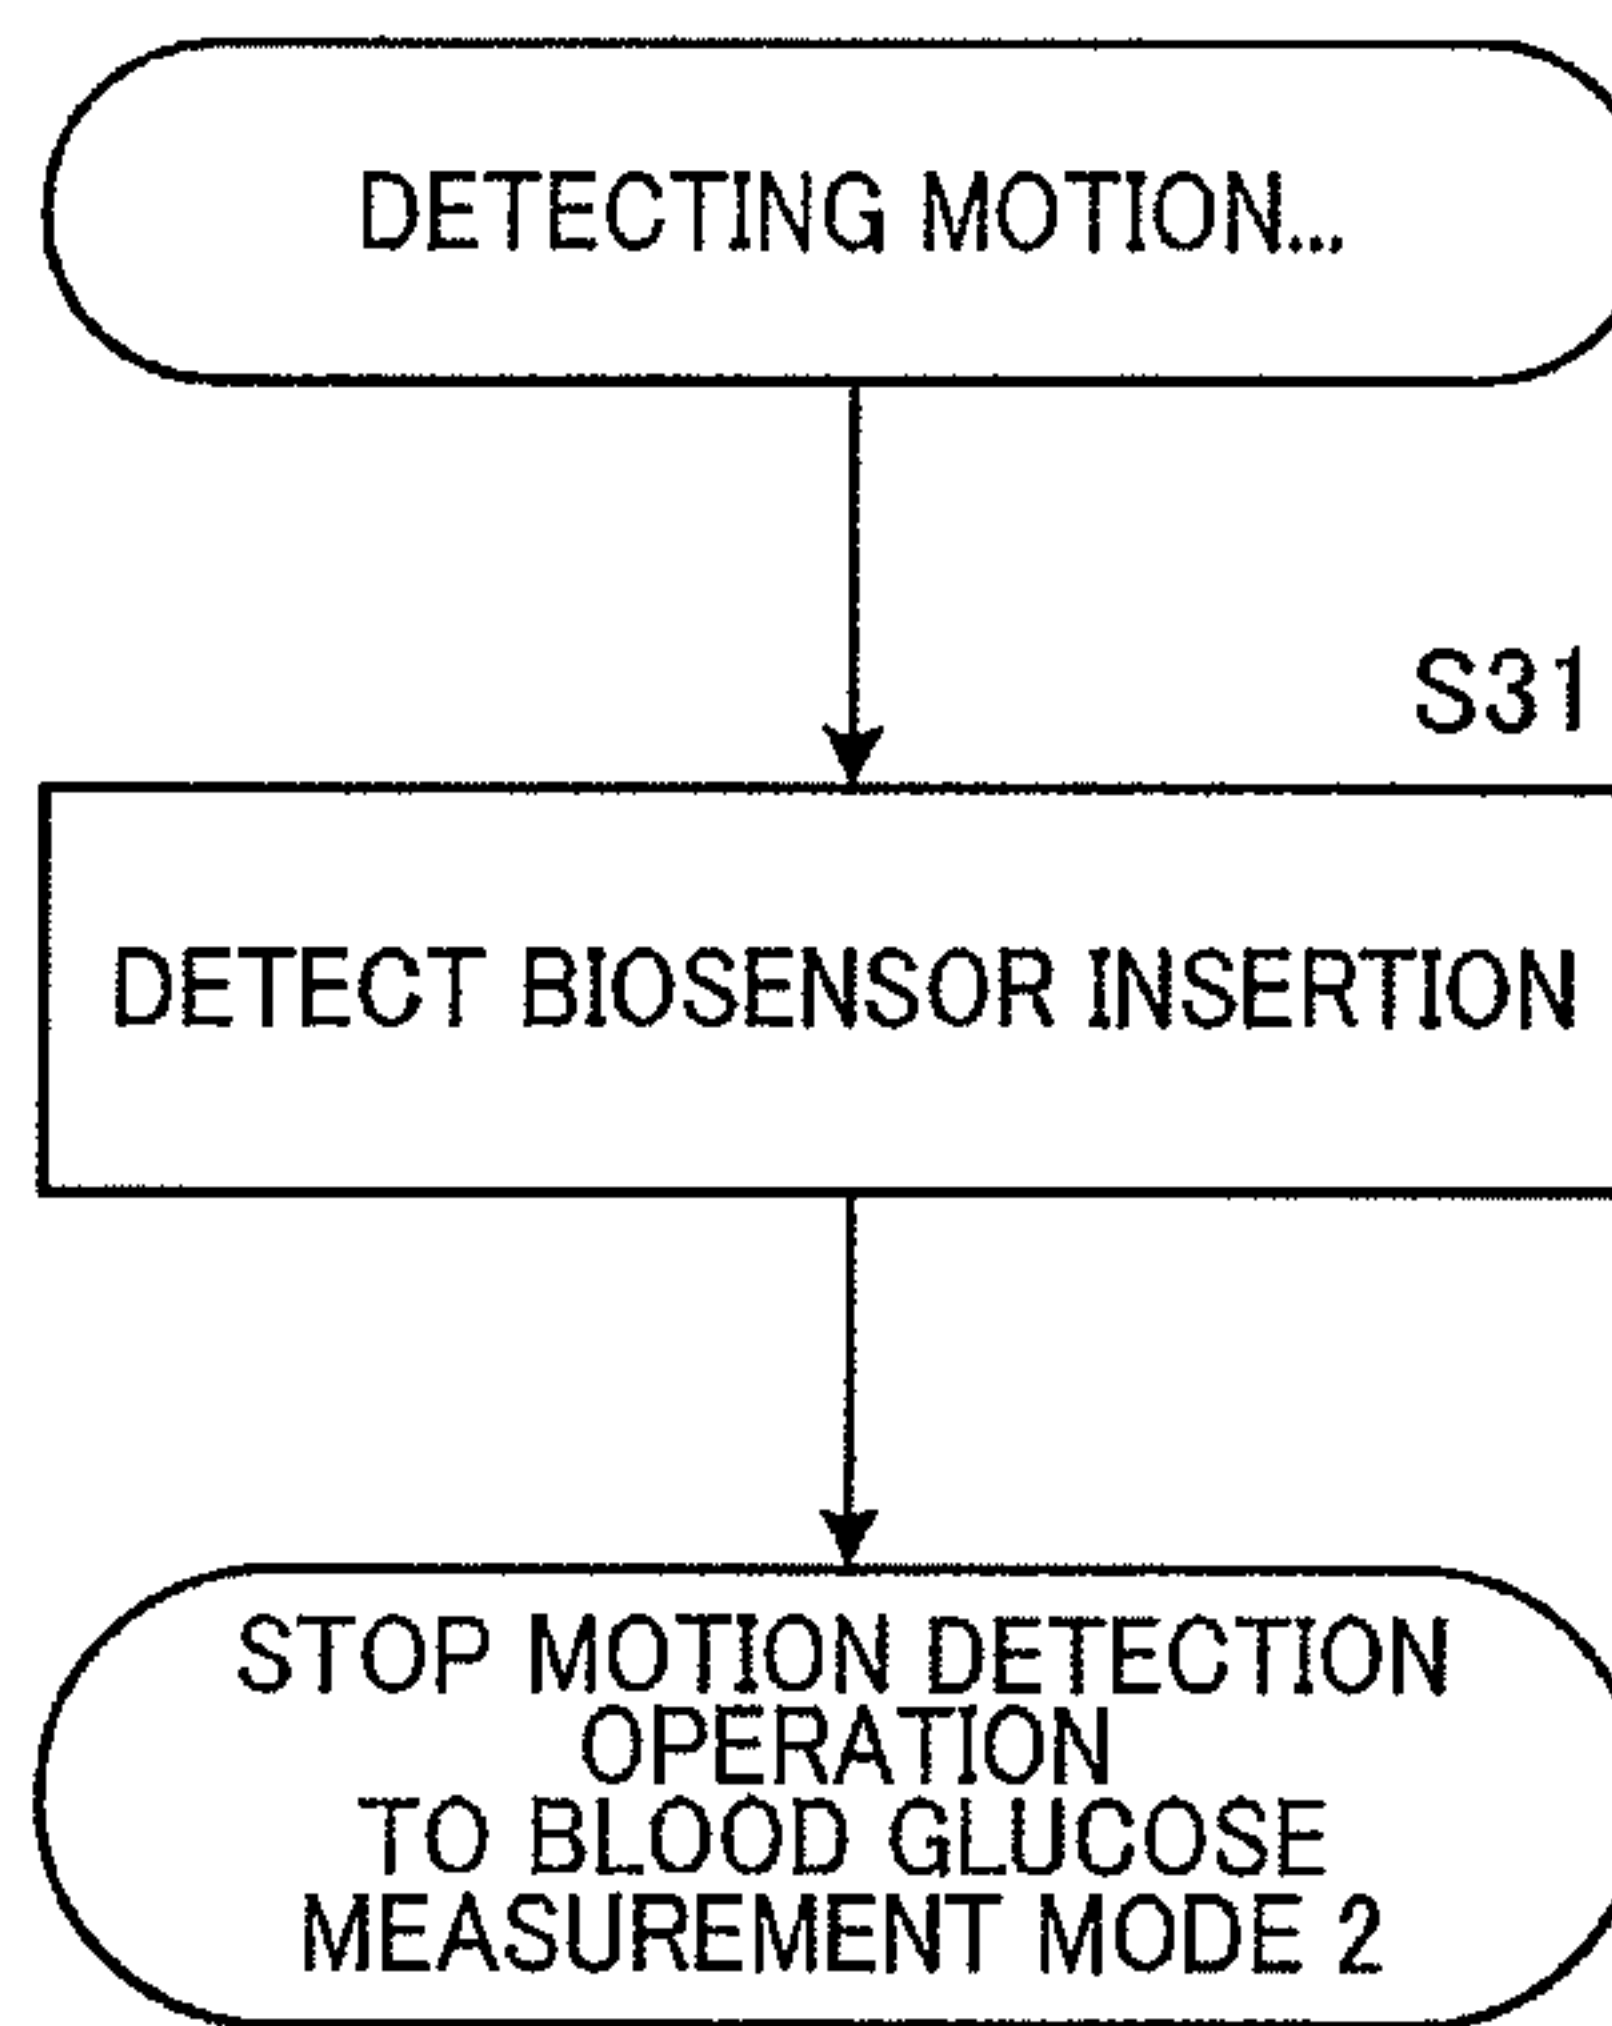 DETECTING MOTION...
S31
DETECT BIOSENSOR INSERTION
STOP MOTION DETECTION
OPERATION
TO BLOOD GLUCOSE
MEASUREMENT MODE 2